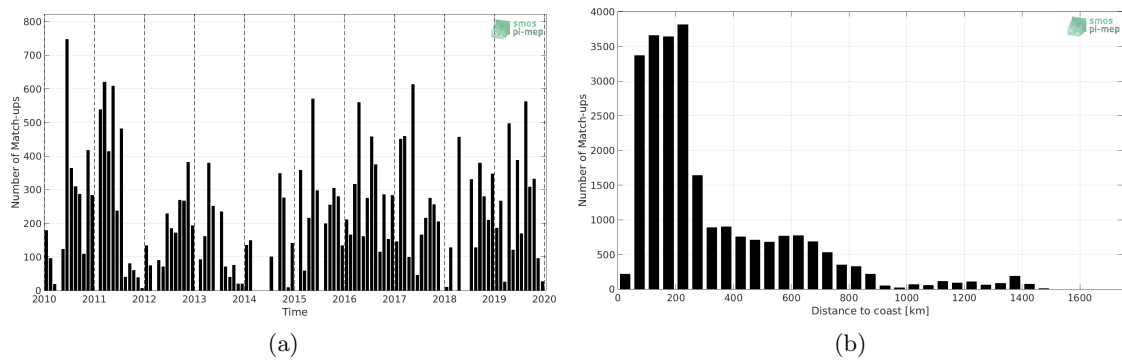 smos
pi-mep
800
700
600
500
400
300
200
100
0
Number of Match-ups
2010 2011 2012 2013 2014 2015 2016 2017 2018 2019 2020
Time
(a)
smos
pi-mep
4000
3500
3000
2500
2000
1500
1000
500
0
Number of Match-ups
0 200 400 600 800 1000 1200 1400 1600
Distance to coast [km]
(b)